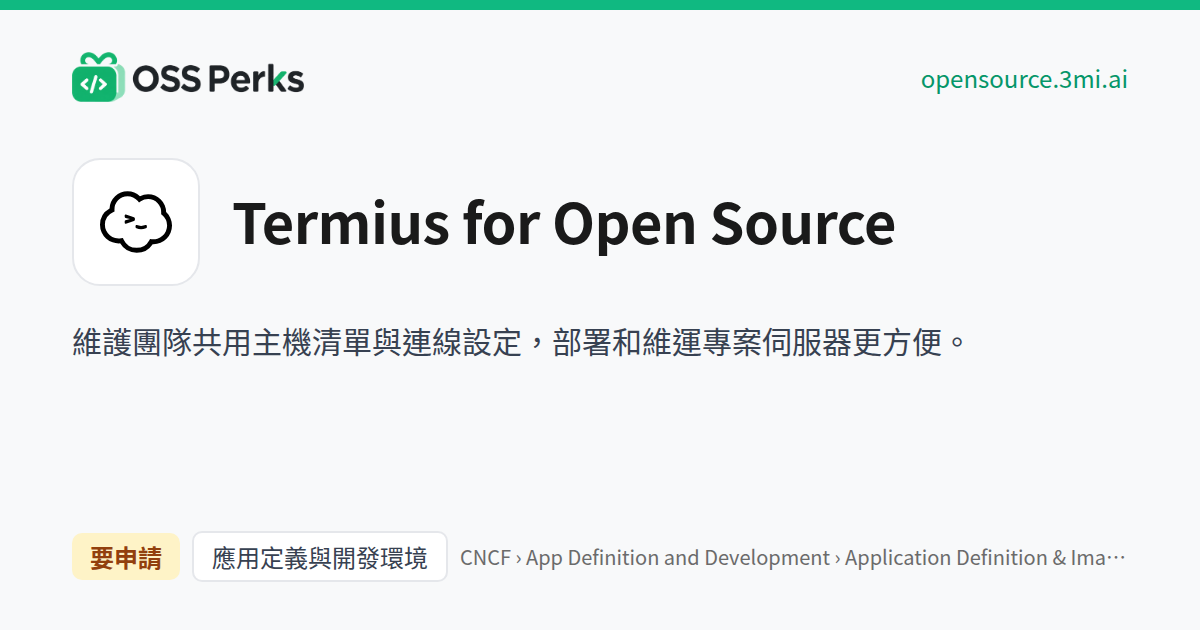 OSS Perks
opensource.3mi.ai
Termius for Open Source
維護團隊共用主機清單與連線設定，部署和維運專案伺服器更方便。
要申請
應用定義與開發環境
CNCF › App Definition and Development › Application Definition & Ima…